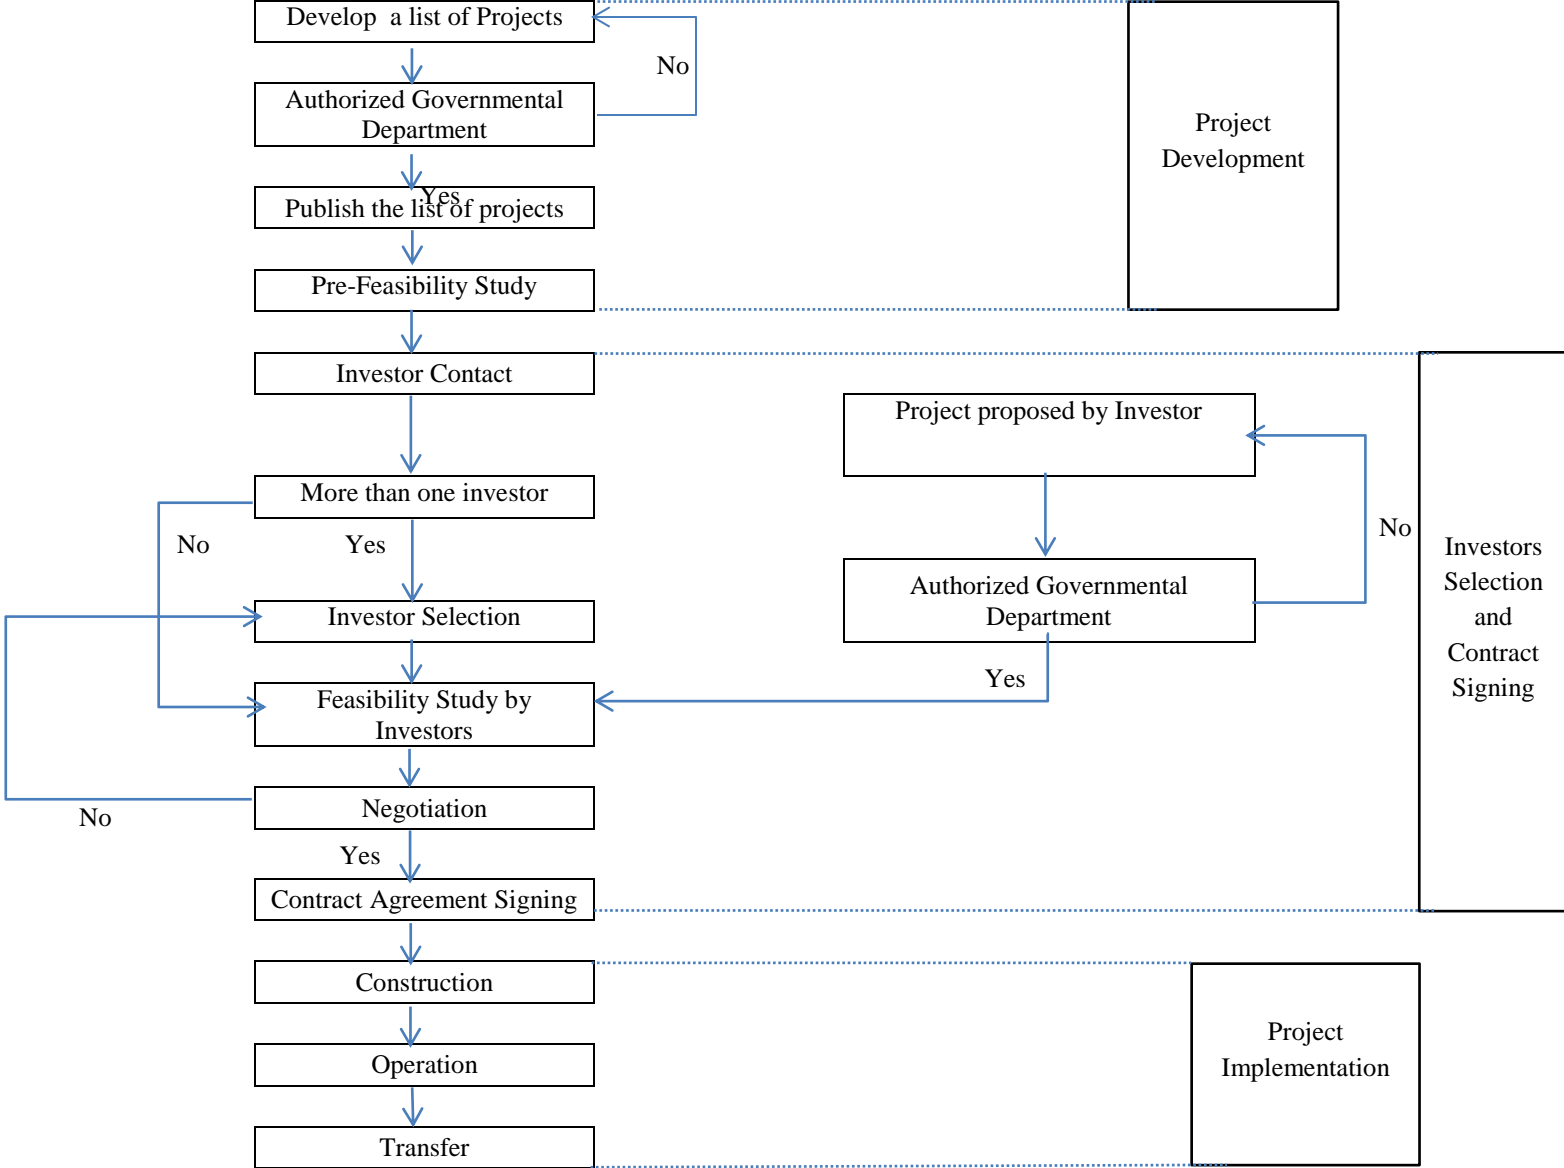 Develop a list of Projects
No
Authorized Governmental
Department
Project
Development
Yes
Publish the list of projects
Pre-Feasibility Study
Investor Contact
Project proposed by Investor
More than one investor
No
Yes
No
Authorized Governmental
Department
Investors
Selection
and
Contract
Signing
Investor Selection
Yes
Feasibility Study by
Investors
Negotiation
No
Yes
Contract Agreement Signing
Construction
Project
Implementation
Operation
Transfer